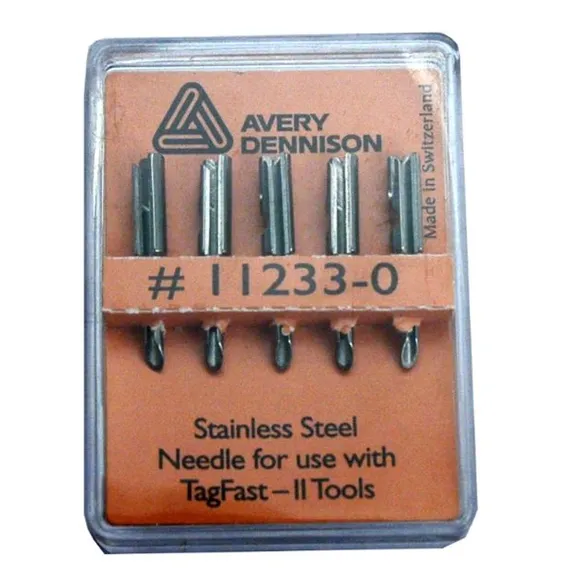 AVERY
DENNISON
Made in Switzerland
# 11233-0
Stainless Steel
Needle for use with
TagFast-II Tools